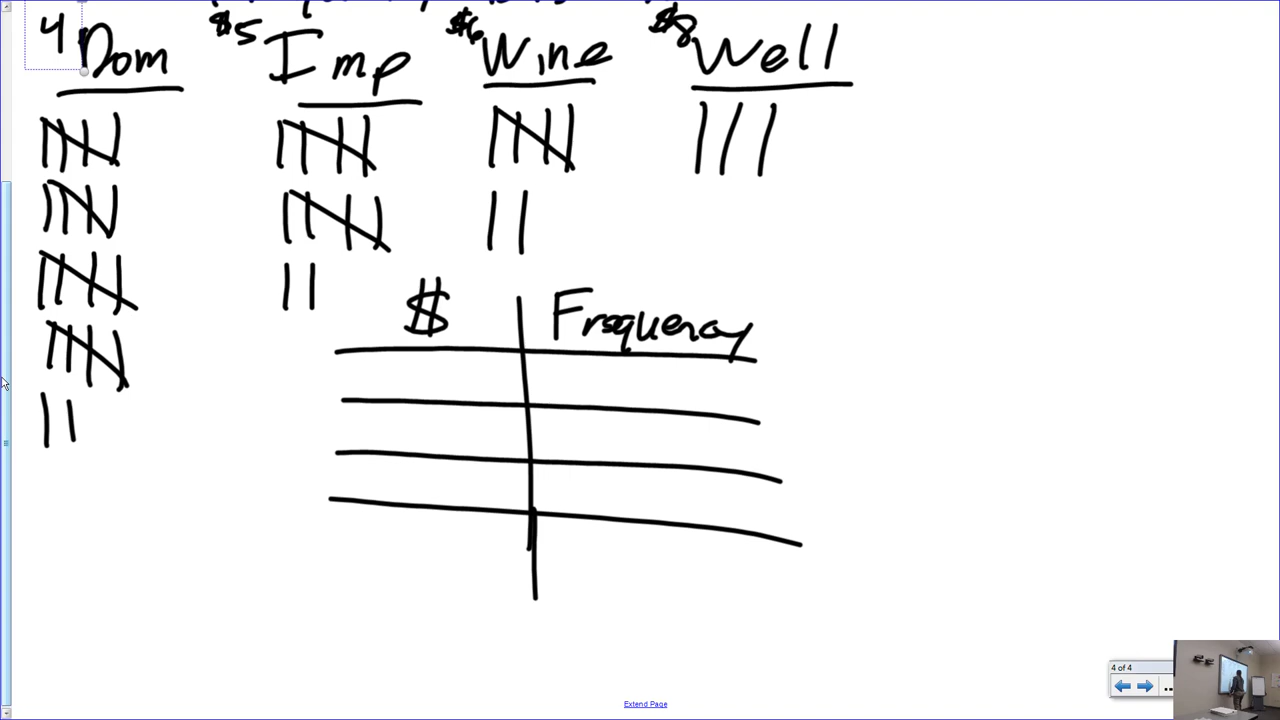 4 Dom $5 Imp $6 Wine $8 Well
$ Frequency
4 of 4
Extend Page